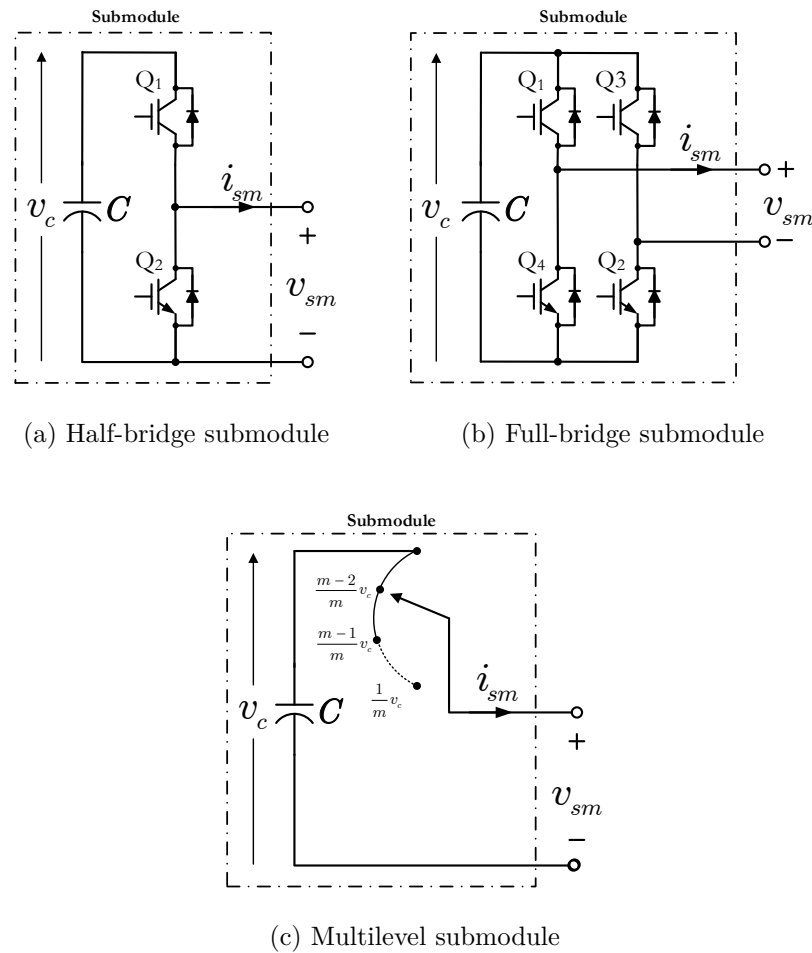 Submodule
Q1
i_sm
v_c
C
Q2
+
v_sm
−
(a) Half-bridge submodule
Submodule
Q1
Q3
i_sm
+
v_c
C
v_sm
−
Q4
Q2
(b) Full-bridge submodule
Submodule
m − 2
m
v_c
m − 1
m
v_c
1
m
v_c
i_sm
v_c
C
+
v_sm
−
(c) Multilevel submodule